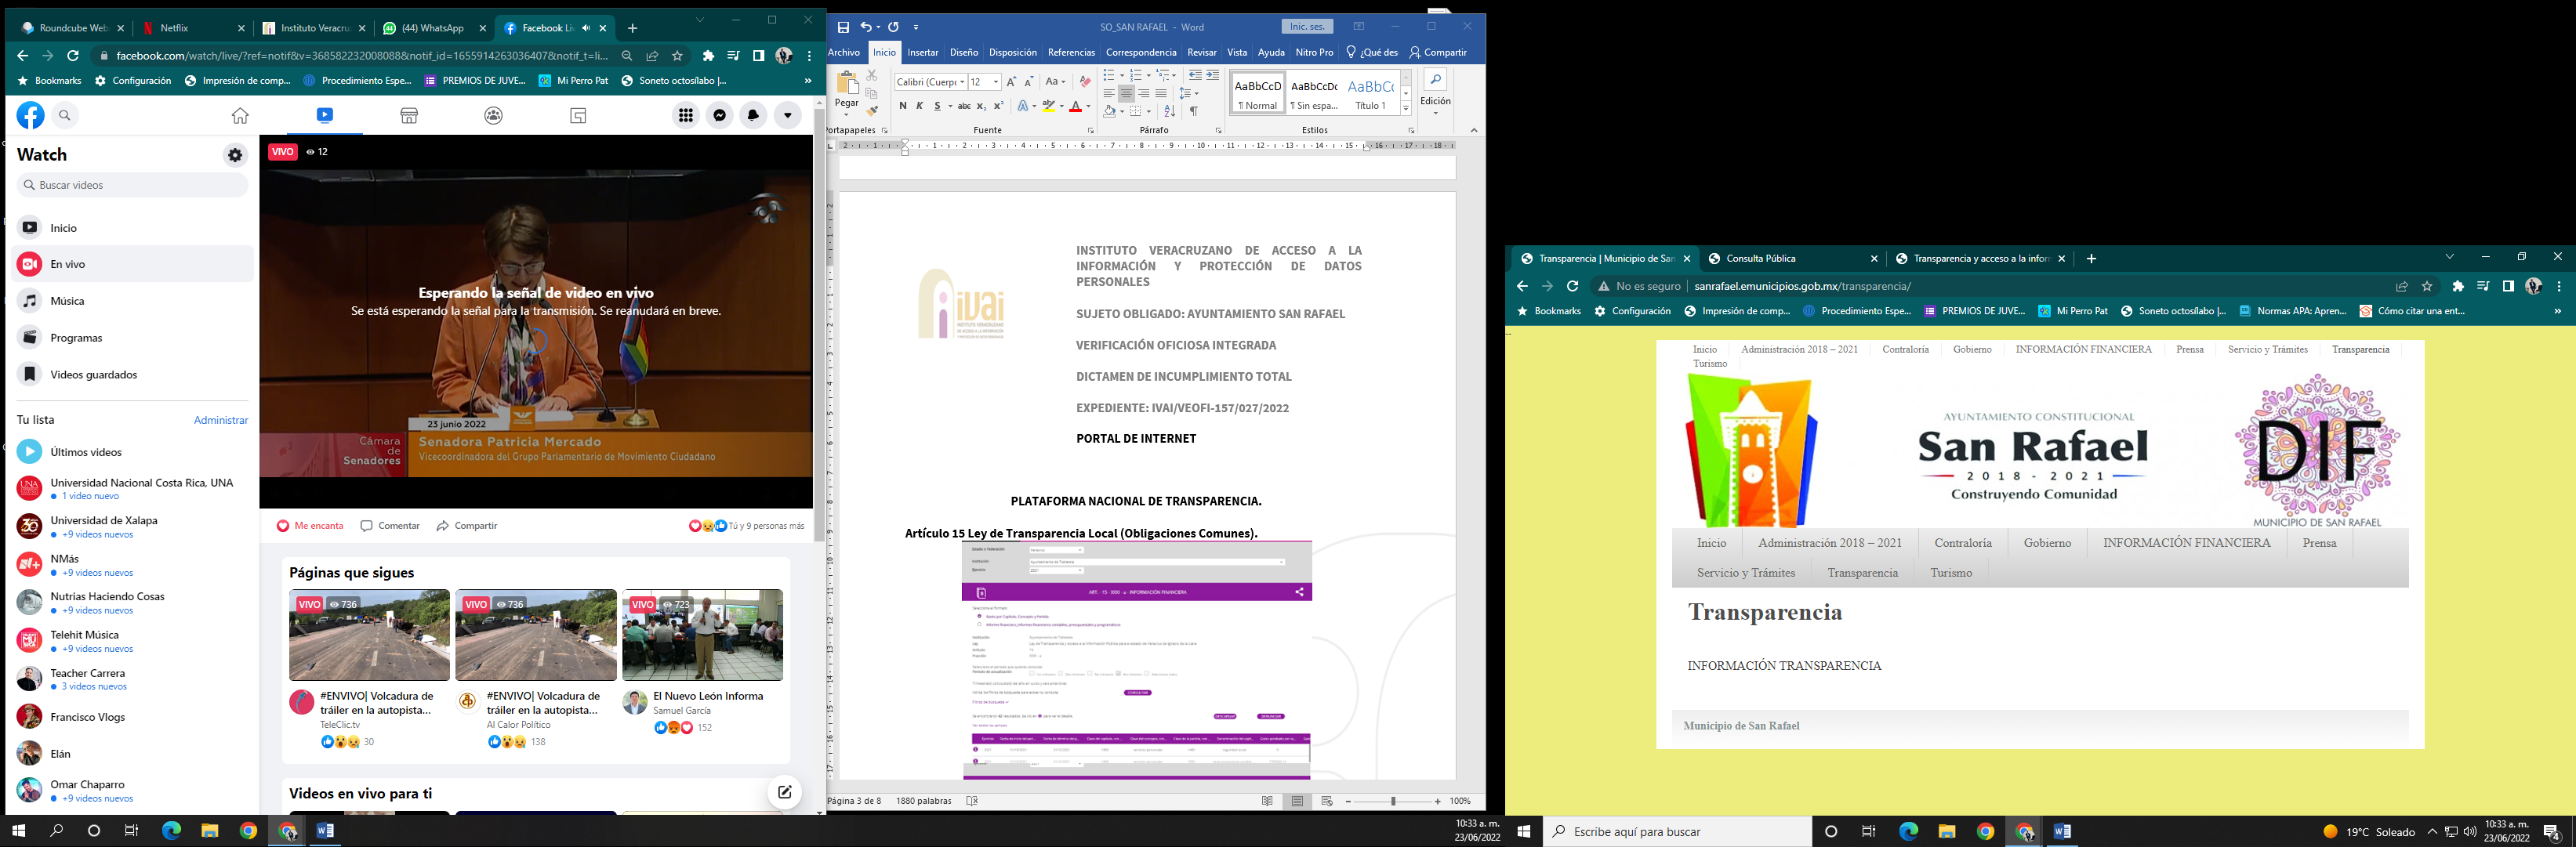 Roundcube Web
Netflix
Instituto Veracru
(44) WhatsApp
Facebook Li
facebook.com/watch/live/?ref=notif&v=368582232008088&notif_id=1655914263036407&notif_t=li...
Bookmarks
Configuración
Impresión de comp...
Procedimiento Espe...
PREMIOS DE JUVE...
Mi Perro Pat
Soneto octosílabo |...
Watch
Buscar videos
Inicio
En vivo
Música
Programas
Videos guardados
Tu lista
Administrar
Últimos videos
Universidad Nacional Costa Rica, UNA
1 video nuevo
Universidad de Xalapa
+9 videos nuevos
NMás
+9 videos nuevos
Nutrias Haciendo Cosas
+9 videos nuevos
Telehit Música
+9 videos nuevos
Teacher Carrera
3 videos nuevos
Francisco Vlogs
Elán
Omar Chaparro
+9 videos nuevos
VIVO 12
Esperando la señal de video en vivo
Se está esperando la señal para la transmisión. Se reanudará en breve.
23 junio 2022
Cámara
de
Senadores
Senadora Patricia Mercado
Vicecoordinadora del Grupo Parlamentario de Movimiento Ciudadano
Me encanta
Comentar
Compartir
Tú y 9 personas más
Páginas que sigues
VIVO 736
VIVO 736
VIVO 723
#ENVIVO| Volcadura de
tráiler en la autopista...
TeleClic.tv
30
#ENVIVO| Volcadura de
tráiler en la autopista...
Al Calor Político
138
El Nuevo León Informa
Samuel García
152
Videos en vivo para ti
SO_SAN RAFAEL - Word
Inic. ses.
Archivo
Inicio
Insertar
Diseño
Disposición
Referencias
Correspondencia
Revisar
Vista
Ayuda
Nitro Pro
¿Qué des
Compartir
Pegar
Calibri (Cuerp
12
N K S abc x₂ x²
Aa
AaBbCcD
AaBbCcDc
AaBbCc
¶ Normal
¶ Sin espa...
Título 1
Edición
Portapapeles
Fuente
Párrafo
Estilos
ivai
INSTITUTO VERACRUZANO DE ACCESO A LA
INFORMACIÓN Y PROTECCIÓN DE DATOS
PERSONALES
SUJETO OBLIGADO: AYUNTAMIENTO SAN RAFAEL
VERIFICACIÓN OFICIOSA INTEGRADA
DICTAMEN DE INCUMPLIMIENTO TOTAL
EXPEDIENTE: IVAI/VEOFI-157/027/2022
PORTAL DE INTERNET
PLATAFORMA NACIONAL DE TRANSPARENCIA.
Artículo 15 Ley de Transparencia Local (Obligaciones Comunes).
INFORMACIÓN FINANCIERA
Página 3 de 8
1880 palabras
100%
10:33 a. m.
23/06/2022
Transparencia | Municipio de San
Consulta Pública
Transparencia y acceso a la inform
No es seguro
sanrafael.emunicipios.gob.mx/transparencia/
Bookmarks
Configuración
Impresión de comp...
Procedimiento Espe...
PREMIOS DE JUVE...
Mi Perro Pat
Soneto octosílabo |...
Normas APA: Apren...
Cómo citar una ent...
Inicio
Administración 2018 – 2021
Contraloría
Gobierno
INFORMACIÓN FINANCIERA
Prensa
Servicio y Trámites
Transparencia
Turismo
AYUNTAMIENTO CONSTITUCIONAL
San Rafael
2018 - 2021
Construyendo Comunidad
DIF
MUNICIPIO DE SAN RAFAEL
Inicio
Administración 2018 – 2021
Contraloría
Gobierno
INFORMACIÓN FINANCIERA
Prensa
Servicio y Trámites
Transparencia
Turismo
Transparencia
INFORMACIÓN TRANSPARENCIA
Municipio de San Rafael
Escribe aquí para buscar
19°C Soleado
10:33 a. m.
23/06/2022
4